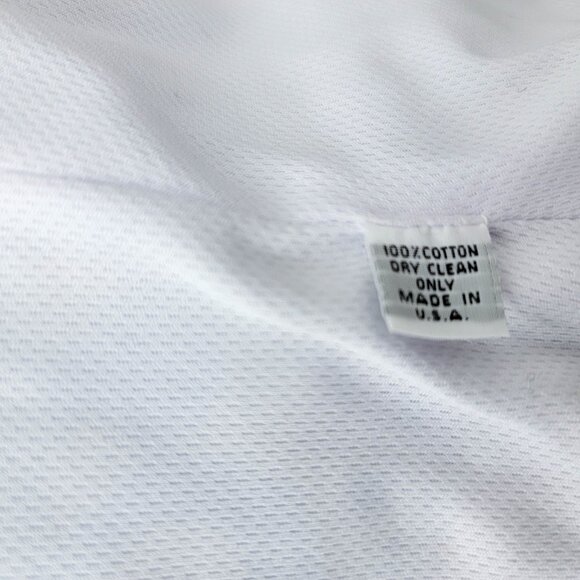 100%COTTON
DRY CLEAN
ONLY
MADE IN
U.S.A.